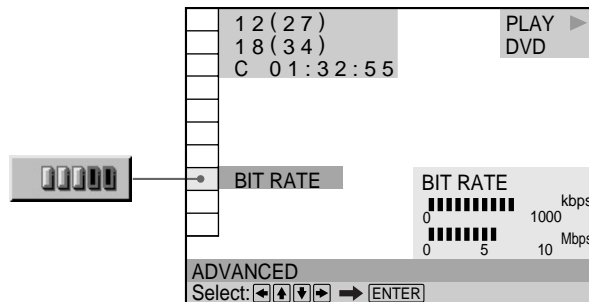 12(27)
18(34)
C 01:32:55
PLAY
DVD
BIT RATE
BIT RATE
kbps
0 1000
Mbps
0 5 10
ADVANCED
Select: ENTER